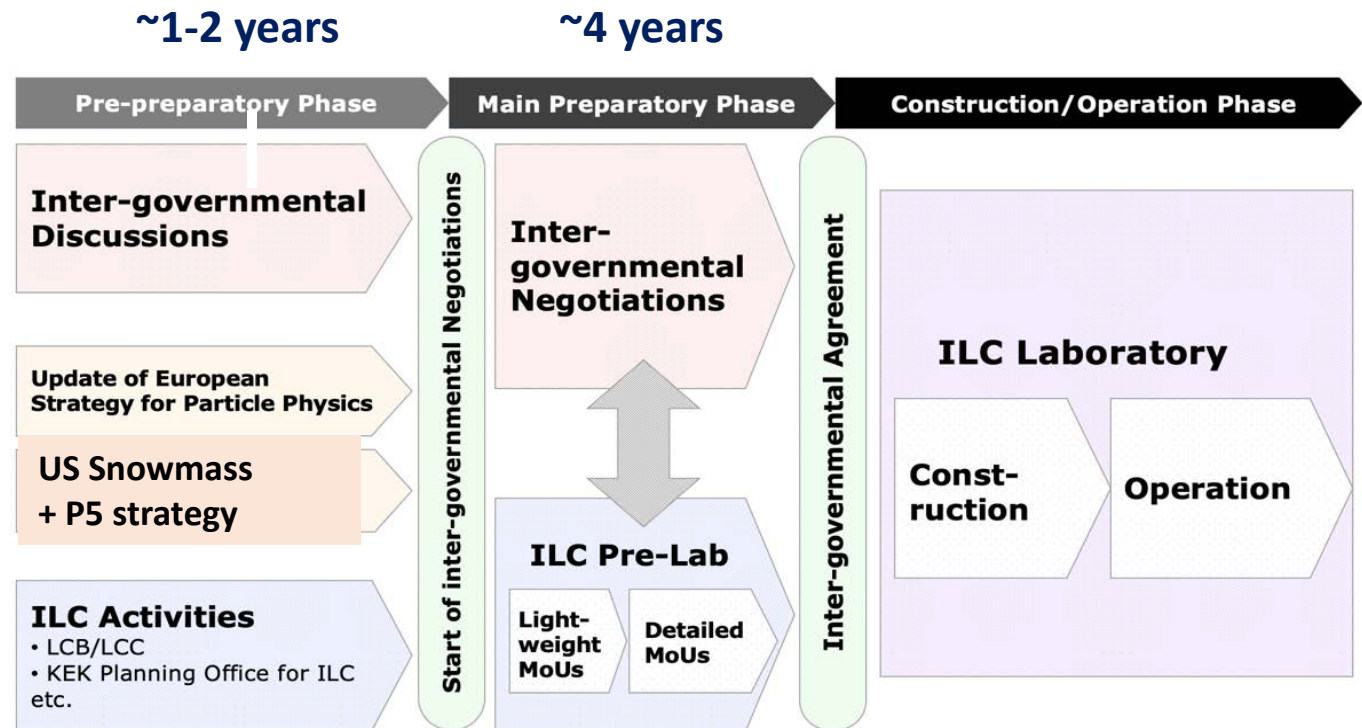 ~1-2 years
~4 years
Pre-preparatory Phase
Main Preparatory Phase
Construction/Operation Phase
Inter-governmental
Discussions
Update of European
Strategy for Particle Physics
US Snowmass
+ P5 strategy
ILC Activities
• LCB/LCC
• KEK Planning Office for ILC
etc.
Start of inter-governmental Negotiations
Inter-
governmental
Negotiations
ILC Pre-Lab
Light-
weight
MoUs
Detailed
MoUs
Inter-governmental Agreement
ILC Laboratory
Const-
ruction
Operation